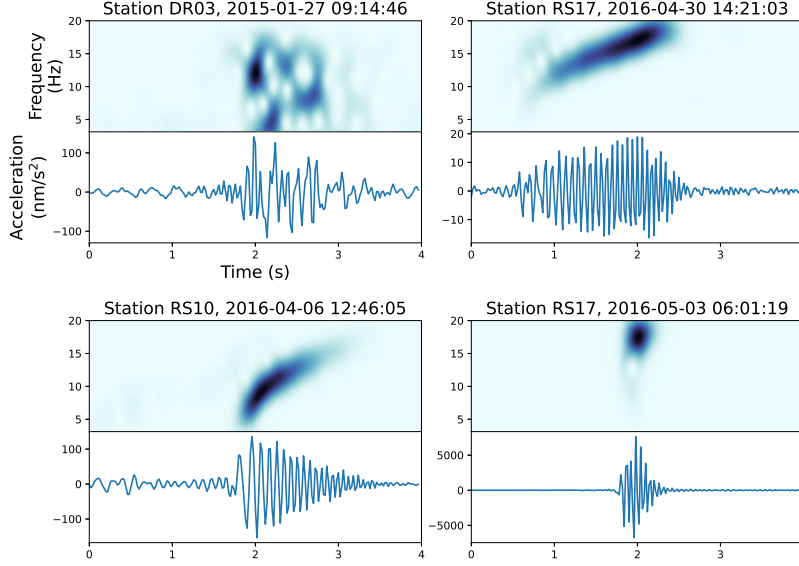 Station DR03, 2015-01-27 09:14:46
20
15
10
5
Frequency
(Hz)
100
0
−100
Acceleration
(nm/s²)
0 1 2 3 4
Time (s)
Station RS17, 2016-04-30 14:21:03
20
15
10
5
20
10
0
−10
0 1 2 3
Station RS10, 2016-04-06 12:46:05
20
15
10
5
100
0
−100
0 1 2 3 4
Station RS17, 2016-05-03 06:01:19
20
15
10
5
5000
0
−5000
0 1 2 3